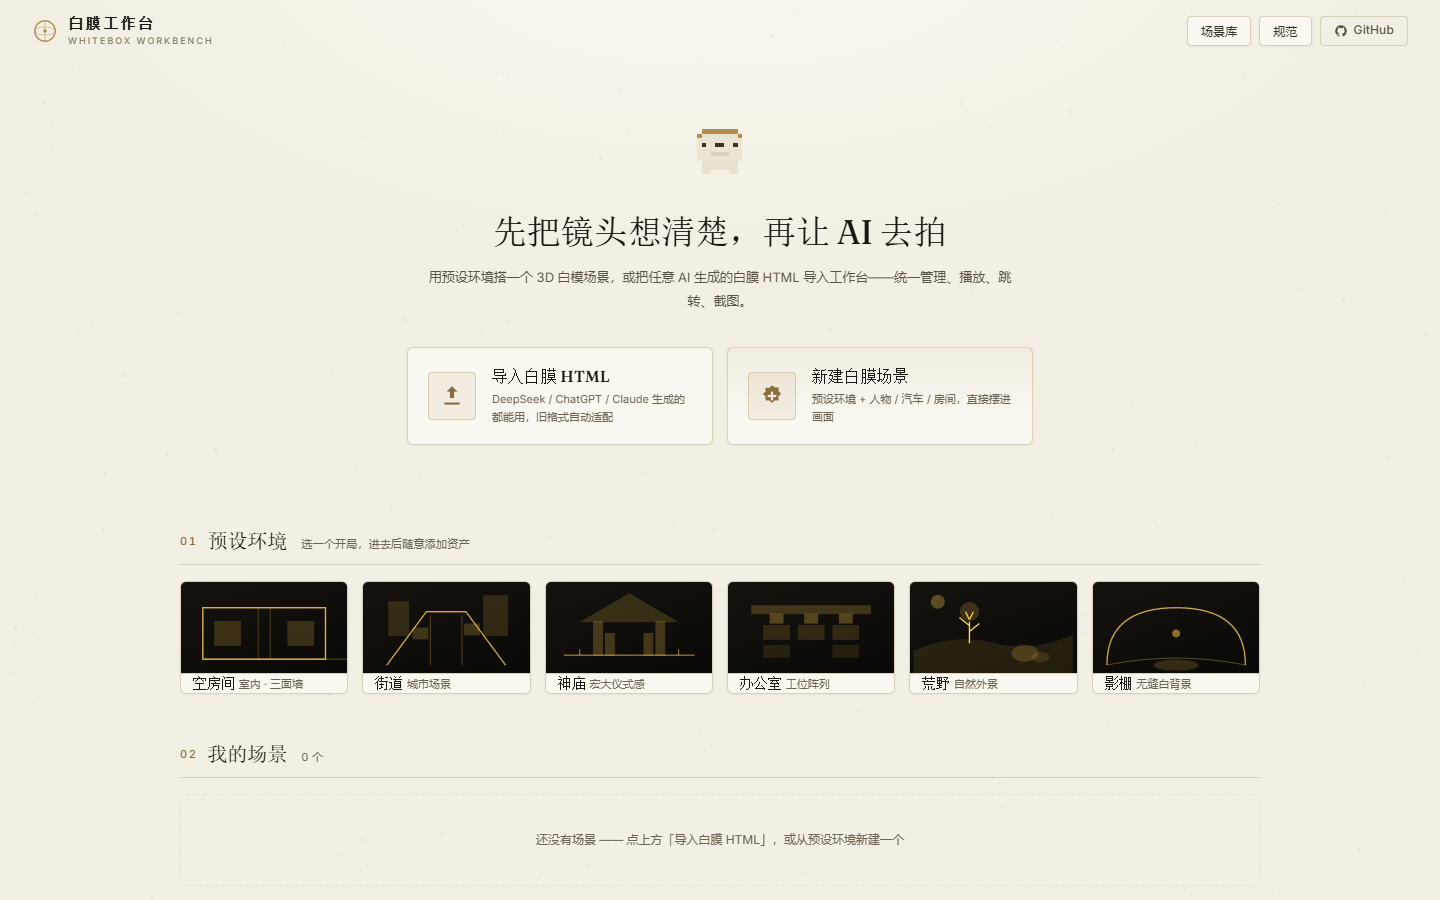 白膜工作台
WHITEBOX WORKBENCH
场景库
规范
GitHub
先把镜头想清楚，再让 AI 去拍
用预设环境搭一个 3D 白模场景，或把任意 AI 生成的白膜 HTML 导入工作台——统一管理、播放、跳
转、截图。
导入白膜 HTML
DeepSeek / ChatGPT / Claude 生成的
都能用，旧格式自动适配
新建白膜场景
预设环境 + 人物 / 汽车 / 房间，直接摆进
画面
01 预设环境 选一个开局，进去后随意添加资产
空房间 室内 · 三面墙
街道 城市场景
神庙 宏大仪式感
办公室 工位阵列
荒野 自然外景
影棚 无缝白背景
02 我的场景 0 个
还没有场景 —— 点上方「导入白膜 HTML」，或从预设环境新建一个